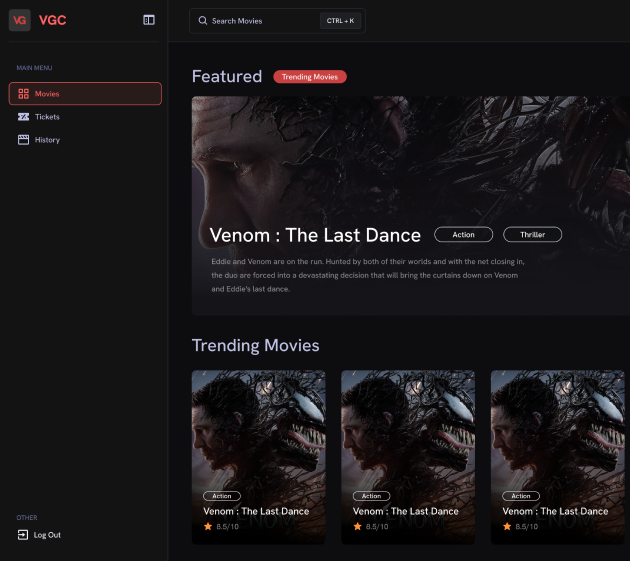 VG VGC
Search Movies CTRL + K
MAIN MENU
Movies
Tickets
History
OTHER
Log Out
Featured Trending Movies
Venom : The Last Dance Action Thriller
Eddie and Venom are on the run. Hunted by both of their worlds and with the net closing in,
the duo are forced into a devastating decision that will bring the curtains down on Venom
and Eddie's last dance.
Trending Movies
Action
Venom : The Last Dance
8.5/10
Action
Venom : The Last Dance
8.5/10
Action
Venom : The Last Dance
8.5/10